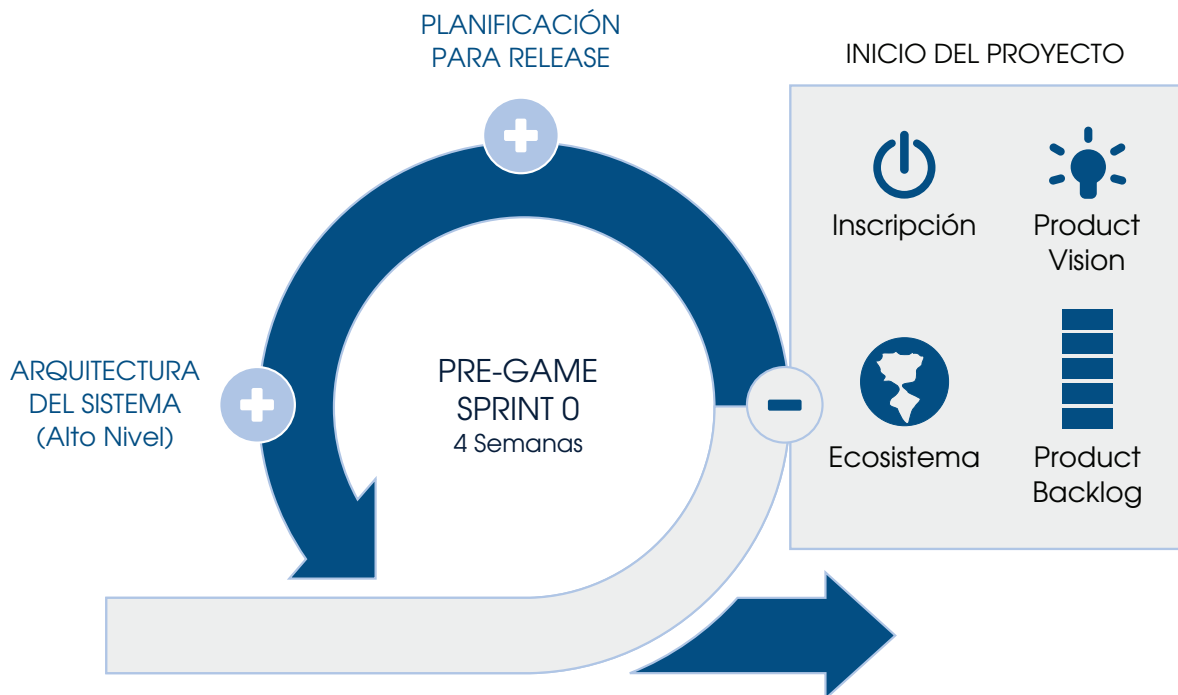 PLANIFICACIÓN
PARA RELEASE
INICIO DEL PROYECTO
Inscripción
Product
Vision
ARQUITECTURA
DEL SISTEMA
(Alto Nivel)
PRE-GAME
SPRINT 0
4 Semanas
Ecosistema
Product
Backlog